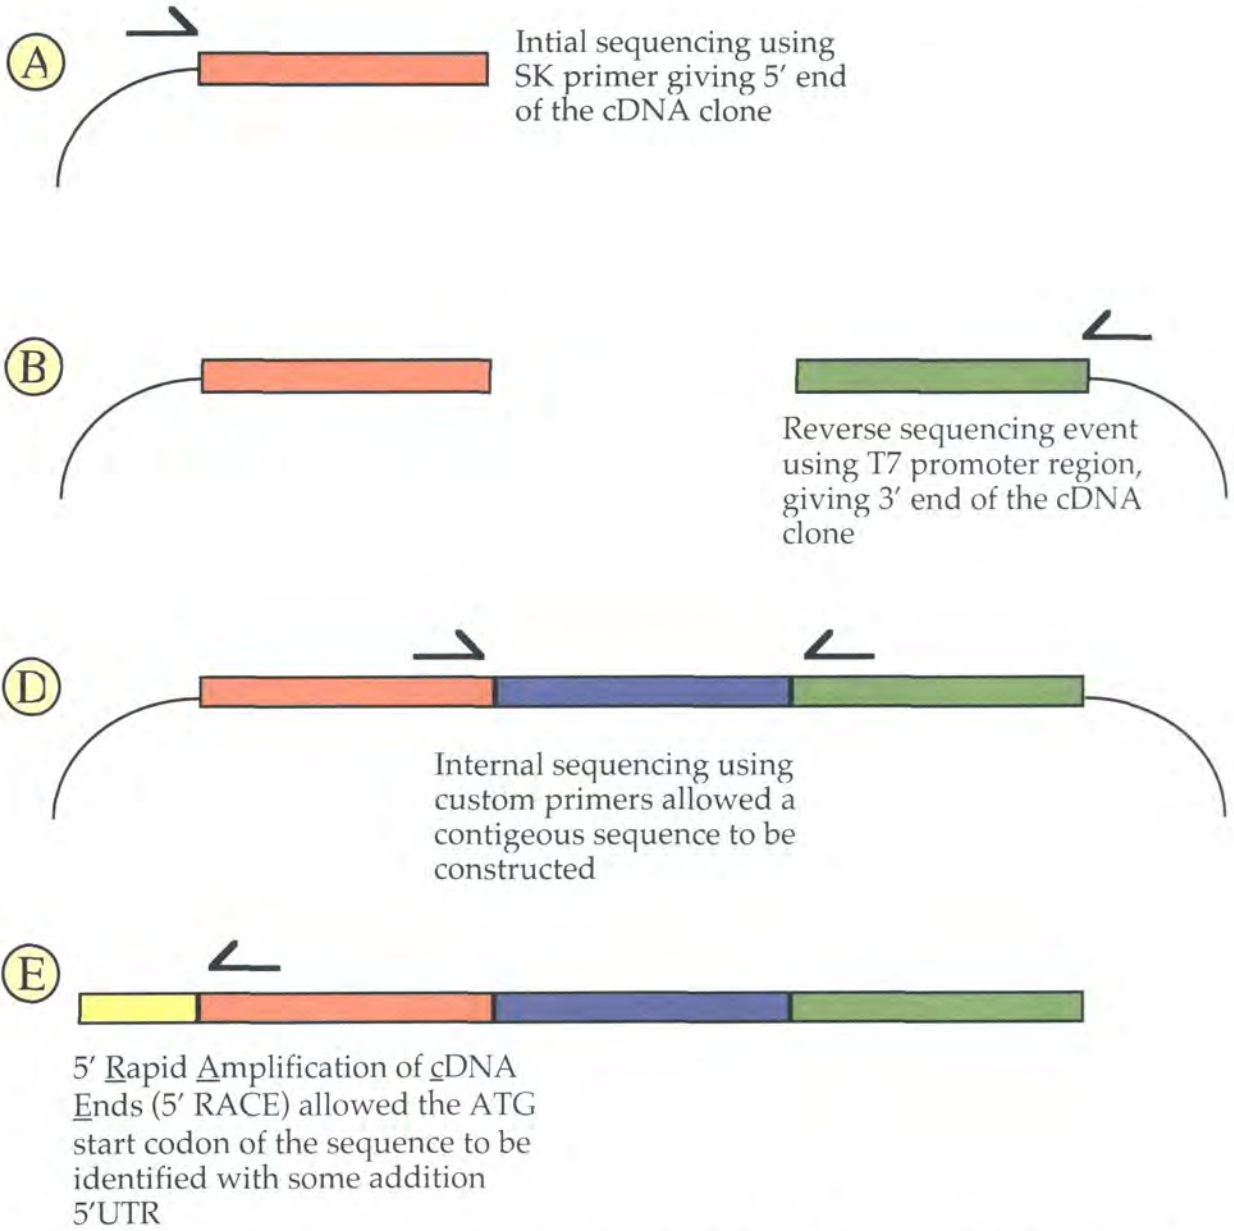 A
Intial sequencing using
SK primer giving 5' end
of the cDNA clone
B
Reverse sequencing event
using T7 promoter region,
giving 3' end of the cDNA
clone
D
Internal sequencing using
custom primers allowed a
contigeous sequence to be
constructed
E
5' Rapid Amplification of cDNA
Ends (5' RACE) allowed the ATG
start codon of the sequence to be
identified with some addition
5'UTR